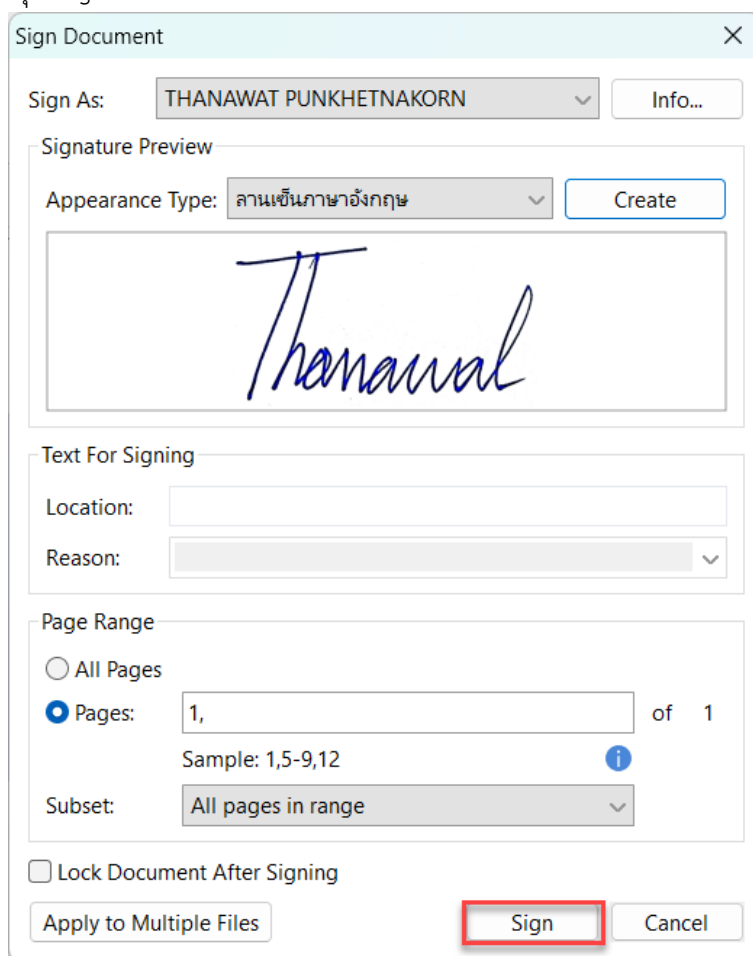 Sign Document
Sign As: THANAWAT PUNKHETNAKORN Info...
Signature Preview
Appearance Type: ลานเซ็นภาษาอังกฤษ Create
Thanawat
Text For Signing
Location:
Reason:
Page Range
All Pages
Pages: 1, of 1
Sample: 1,5-9,12
Subset: All pages in range
Lock Document After Signing
Apply to Multiple Files Sign Cancel